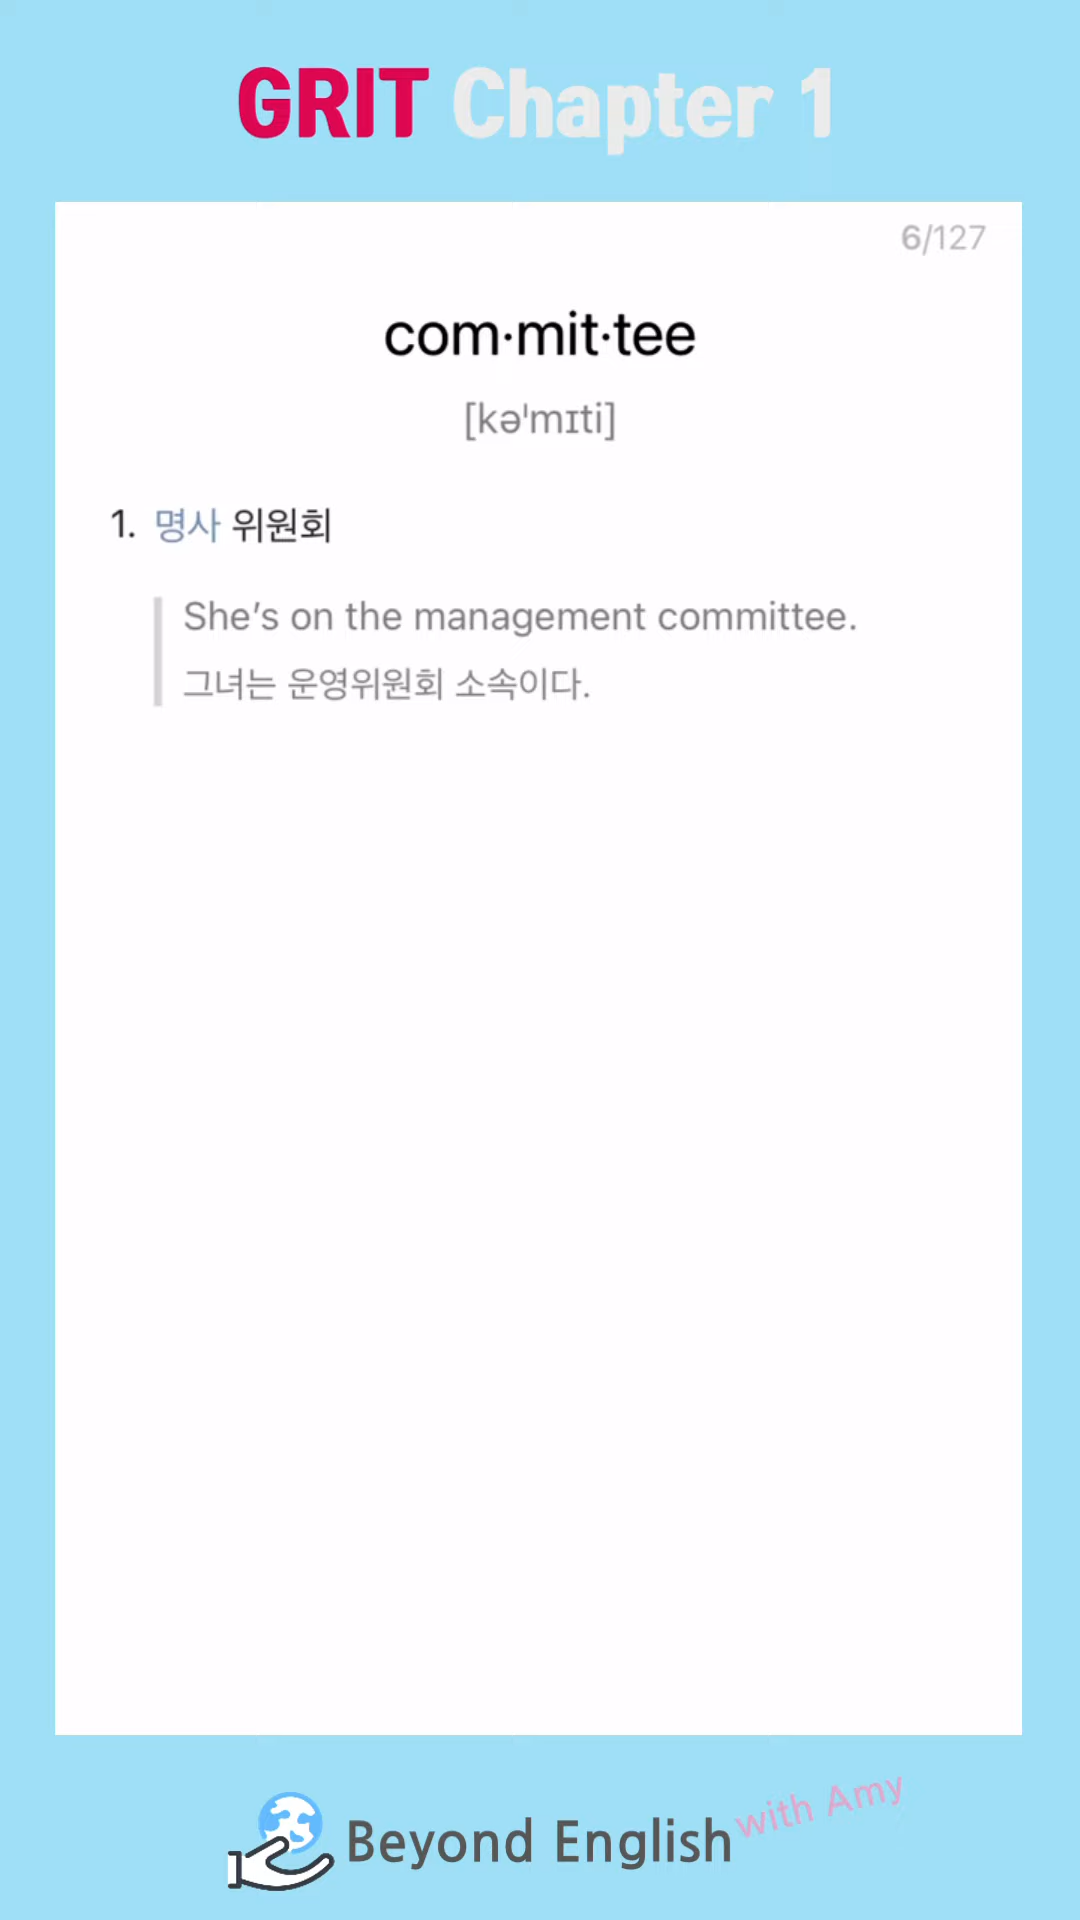 GRIT Chapter 1
6/127
com·mit·tee
[kə'mɪti]
1. 명사 위원회
She's on the management committee.
그녀는 운영위원회 소속이다.
Beyond English with Amy